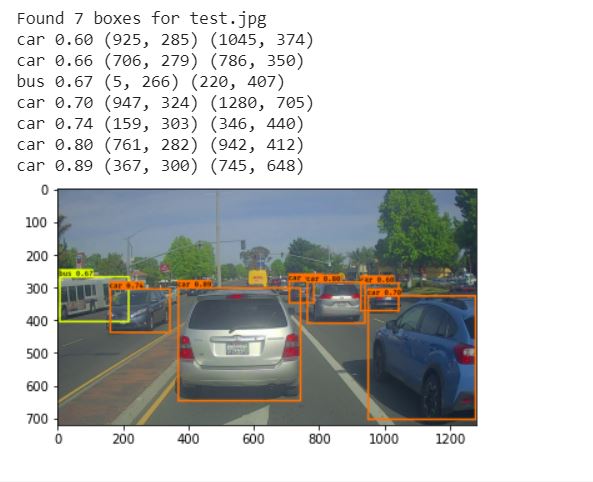 Found 7 boxes for test.jpg
car 0.60 (925, 285) (1045, 374)
car 0.66 (706, 279) (786, 350)
bus 0.67 (5, 266) (220, 407)
car 0.70 (947, 324) (1280, 705)
car 0.74 (159, 303) (346, 440)
car 0.80 (761, 282) (942, 412)
car 0.89 (367, 300) (745, 648)
0
100
200
bus 0.67
car car 0.80 car 0.60
300
car 0.74 car 0.89 car 0.70
400
500
600
700
0 200 400 600 800 1000 1200